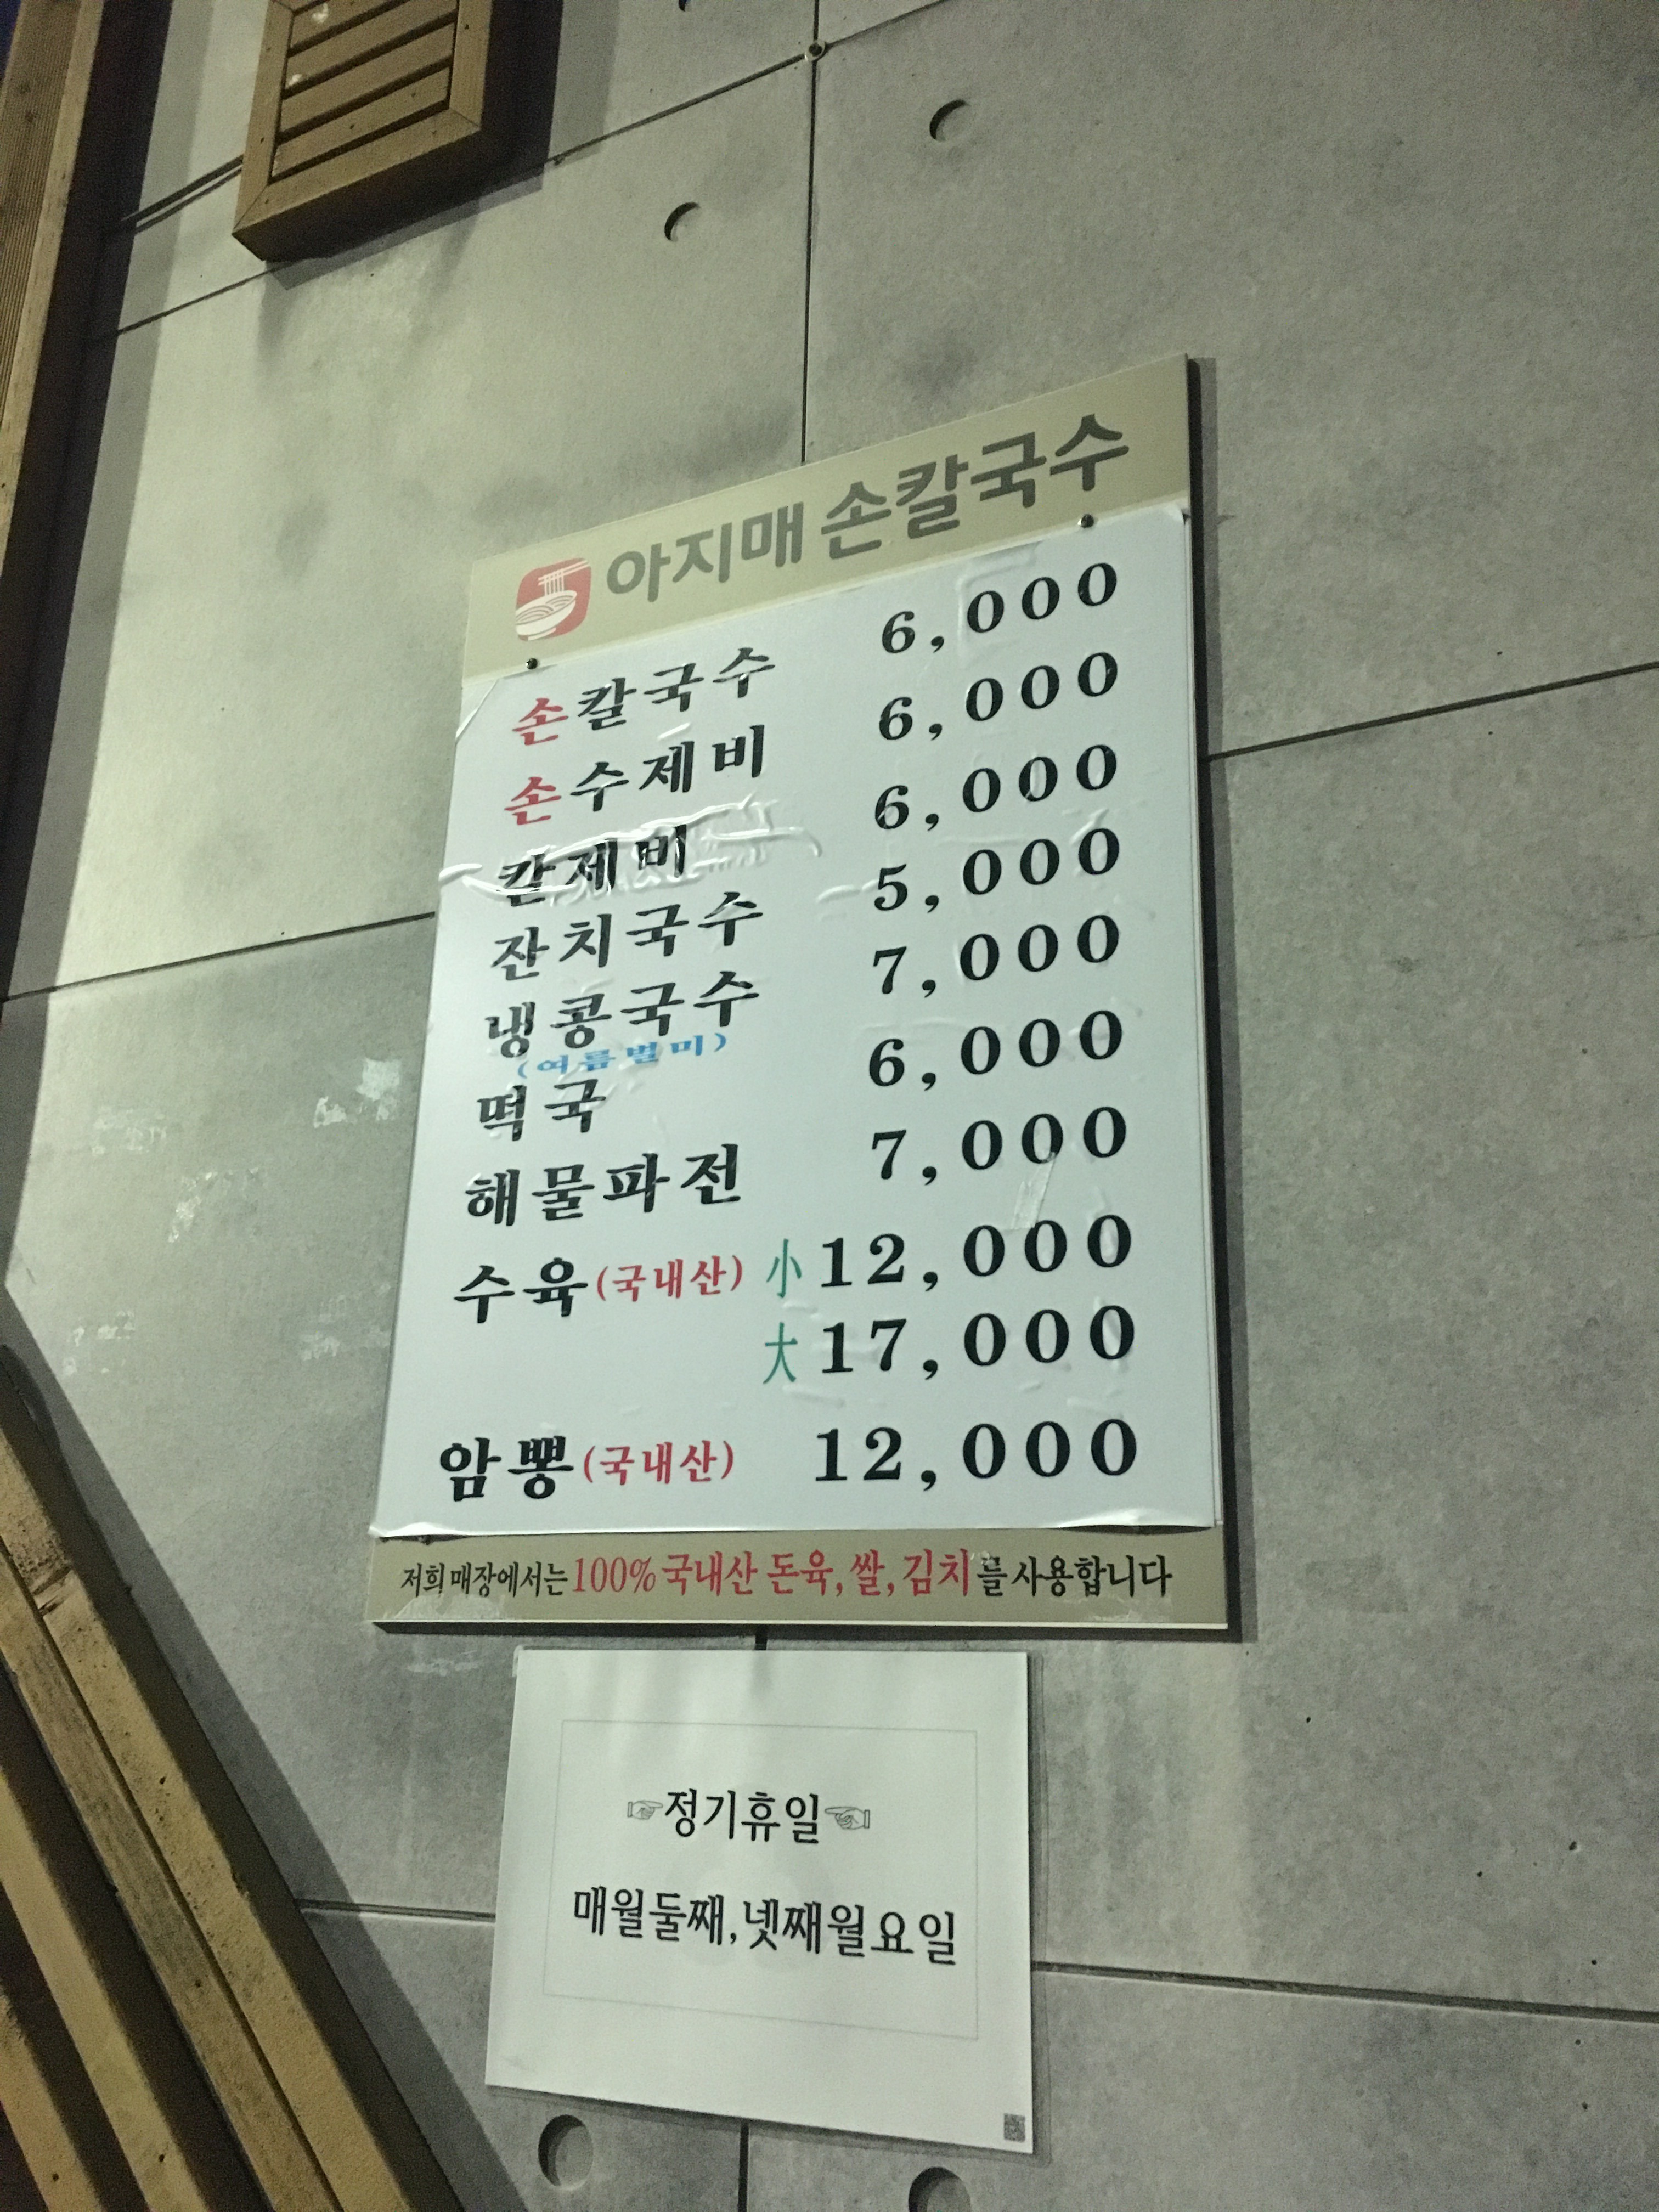 아지매 손칼국수
손칼국수 6,000
손수제비 6,000
칼제비 6,000
잔치국수 5,000
냉콩국수 7,000
(여름별미)
떡국 6,000
해물파전 7,000
수육(국내산) 小 12,000
大 17,000
암뽕(국내산) 12,000
저희 매장에서는 100% 국내산 돈육, 쌀, 김치를 사용합니다
☞정기휴일☜
매월둘째,넷째월요일